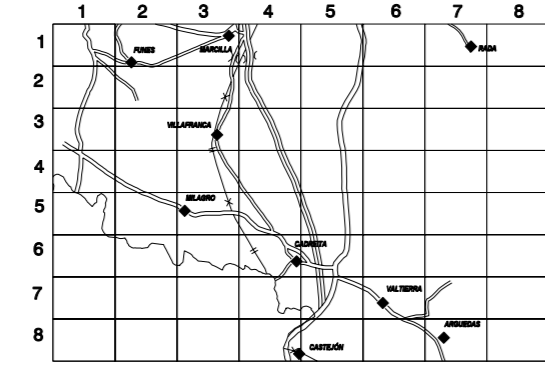 1 2 3 4 5 6 7 8
1
FUNES
MARCILLA
RADA
2
3
VILLAFRANCA
4
5
MILAGRO
6
CADREITA
7
VALTIERRA
ARGUEDAS
8
CASTEJÓN